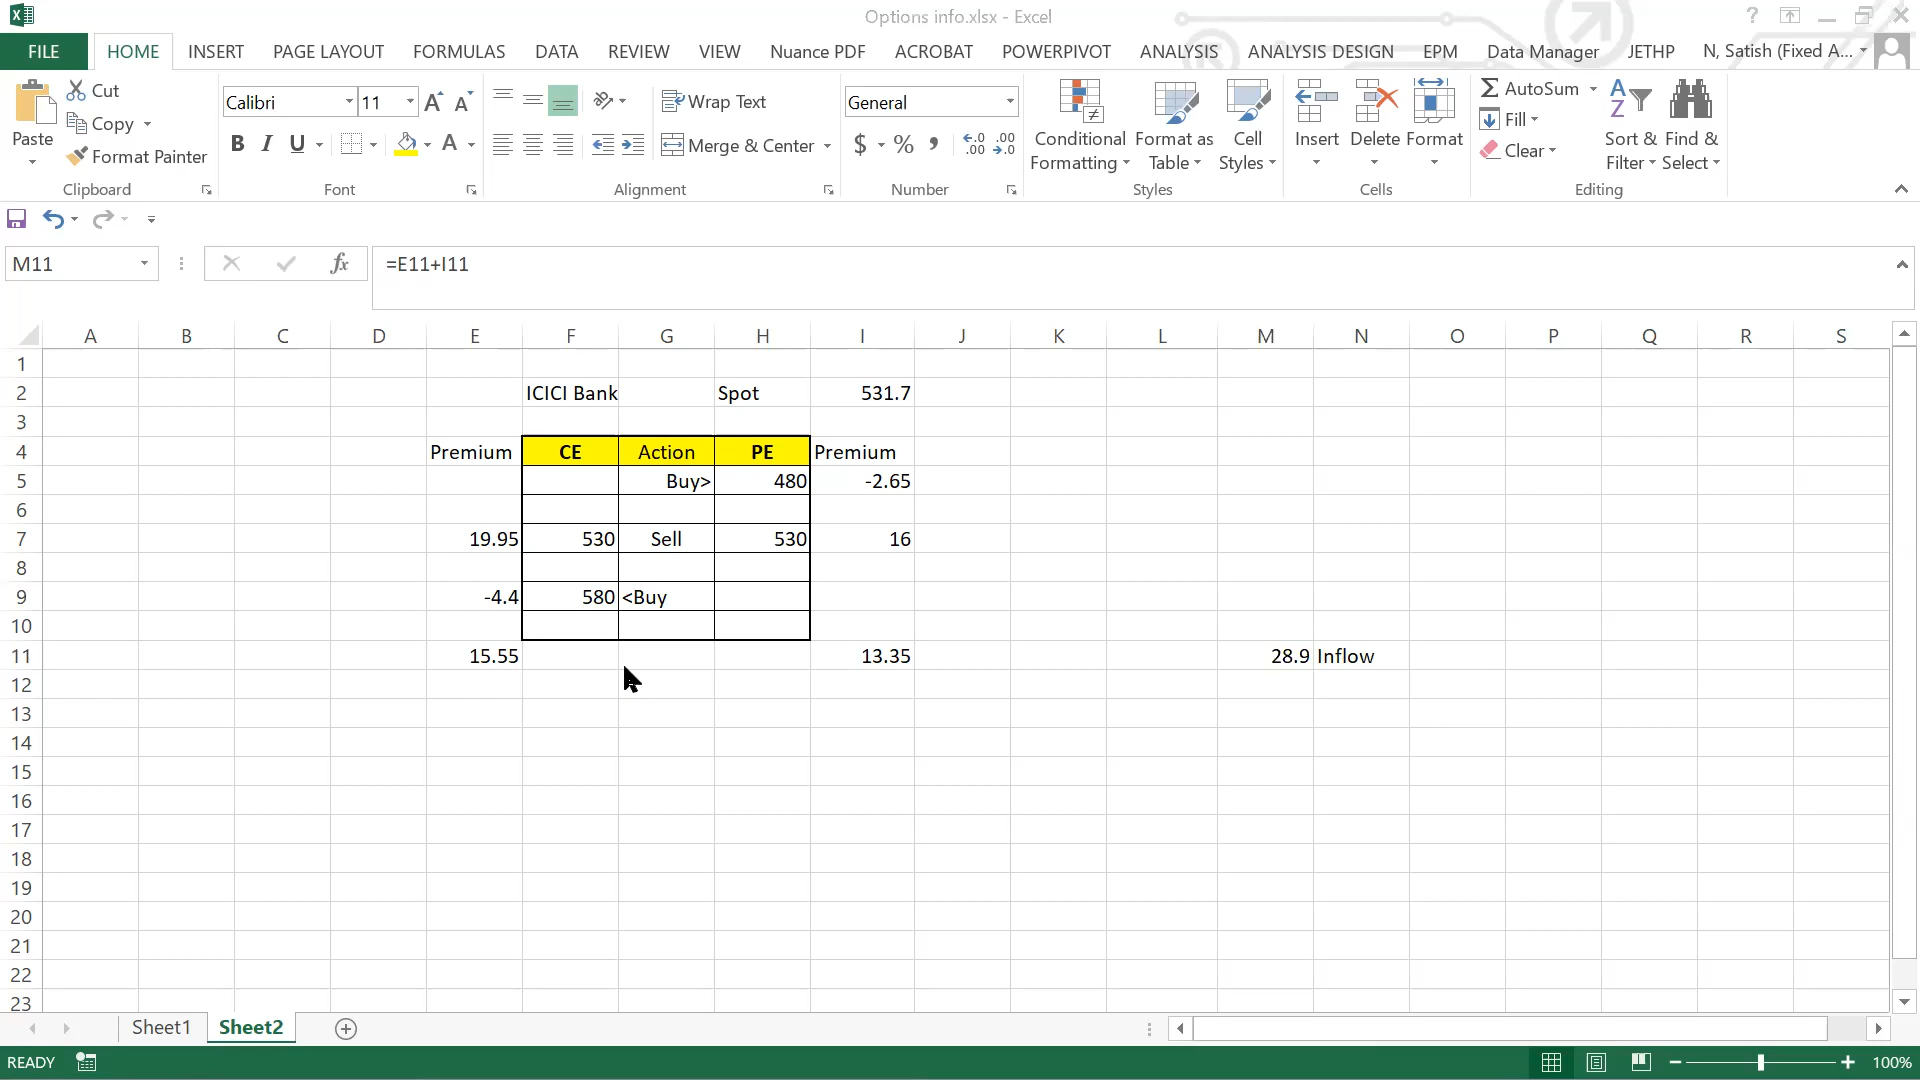 Options info.xlsx - Excel
FILE HOME INSERT PAGE LAYOUT FORMULAS DATA REVIEW VIEW Nuance PDF ACROBAT POWERPIVOT ANALYSIS ANALYSIS DESIGN EPM Data Manager JETHP N, Satish (Fixed A...
Paste
Cut
Copy
Format Painter
Clipboard
Calibri 11
B I U
Font
Wrap Text
Merge & Center
Alignment
General
$ % ,
Number
Conditional Formatting
Format as Table
Cell Styles
Styles
Insert Delete Format
Cells
AutoSum
Fill
Clear
Sort & Filter
Find & Select
Editing
M11 fx =E11+I11
A B C D E F G H I J K L M N O P Q R S
1
2 ICICI Bank Spot 531.7
3
4 Premium CE Action PE Premium
5 Buy> 480 -2.65
6
7 19.95 530 Sell 530 16
8
9 -4.4 580 <Buy
10
11 15.55 13.35 28.9 Inflow
12
13
14
15
16
17
18
19
20
21
22
23
Sheet1 Sheet2
READY 100%